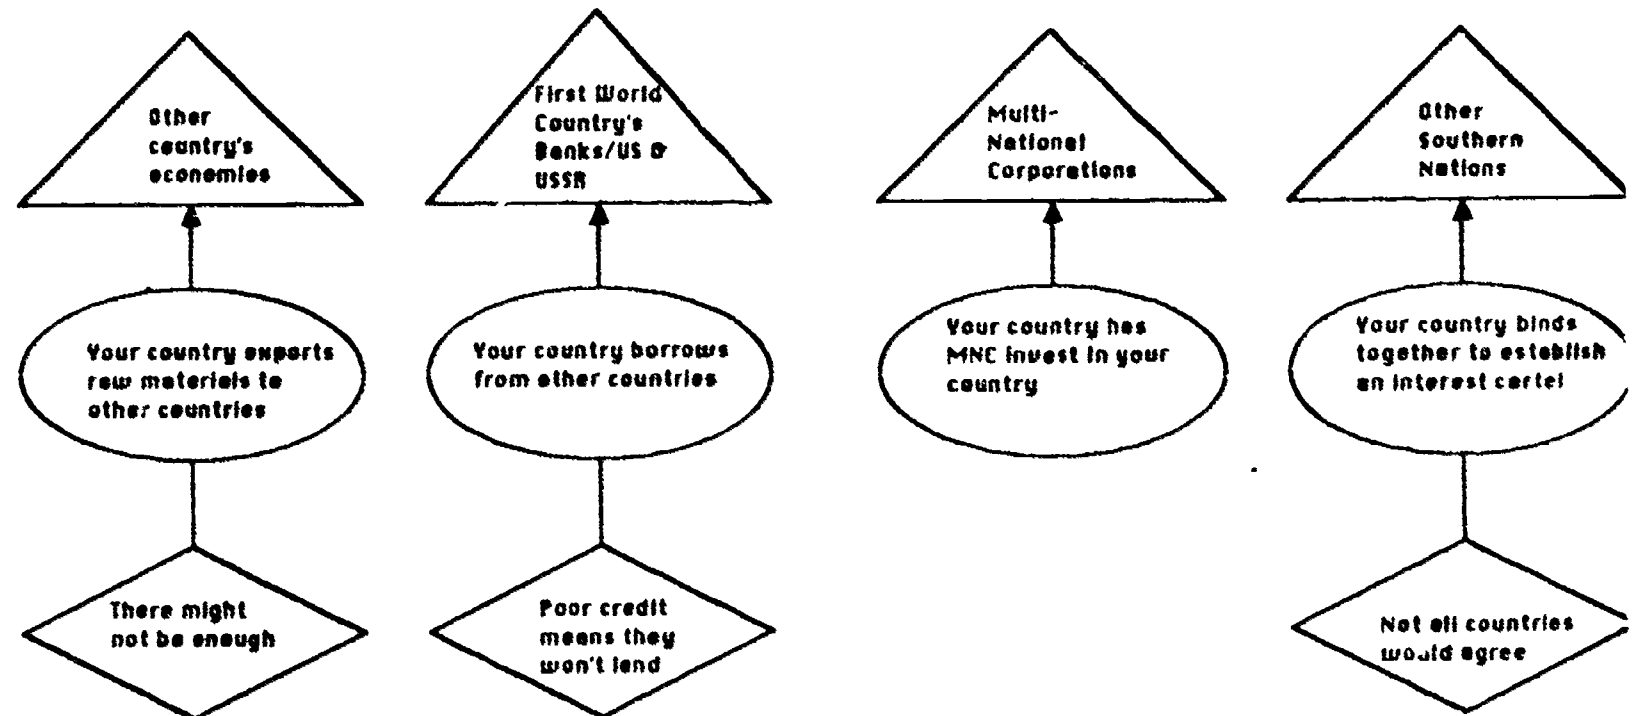 Other
country's
economies
First World
Country's
Banks/US &
USSR
Multi-
National
Corporations
Other
Southern
Nations
Your country exports
raw materials to
other countries
Your country borrows
from other countries
Your country has
MNC invest in your
country
Your country binds
together to establish
an interest cartel
There might
not be enough
Poor credit
means they
won't lend
Not all countries
would agree